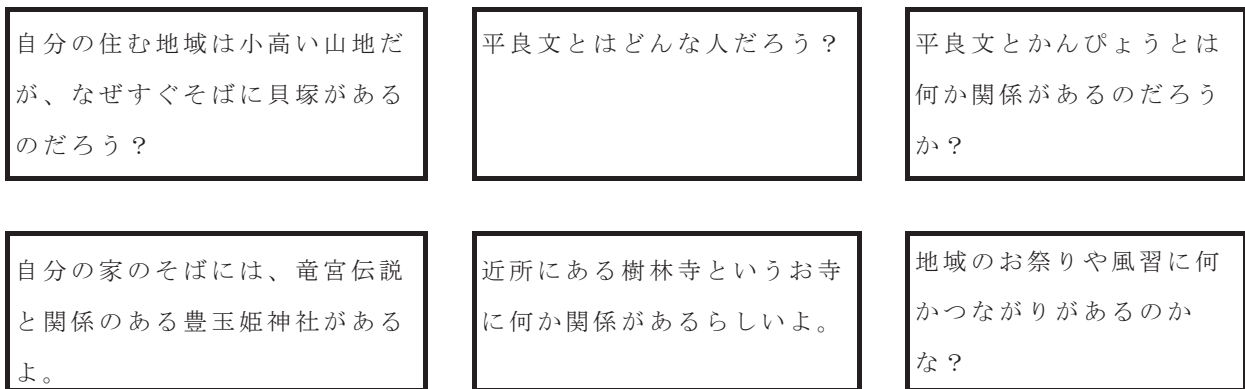 自分の住む地域は小高い山地だ
が、なぜすぐそばに貝塚がある
のだろう？
平良文とはどんな人だろう？
平良文とかんぴょうとは
何か関係があるのだろう
か？
自分の家のそばには、竜宮伝説
と関係のある豊玉姫神社がある
よ。
近所にある樹林寺というお寺
に何か関係があるらしいよ。
地域のお祭りや風習に何
かつながりがあるのか
な？